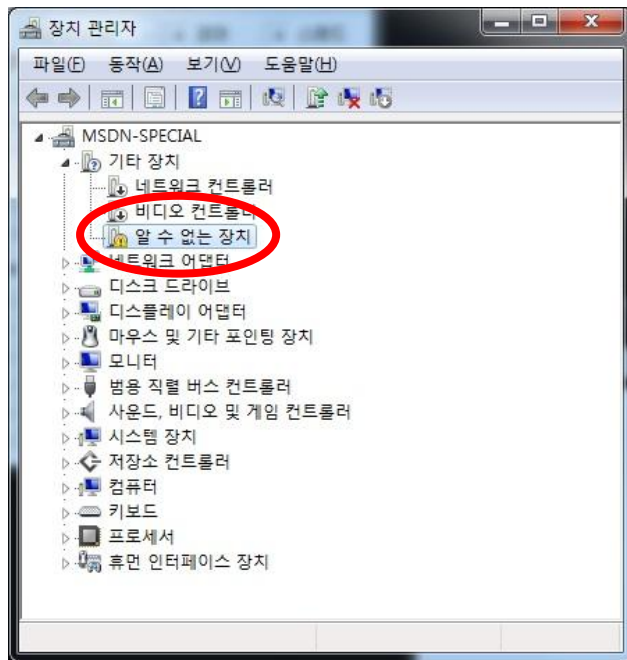 장치 관리자
파일(F) 동작(A) 보기(V) 도움말(H)
MSDN-SPECIAL
기타 장치
네트워크 컨트롤러
비디오 컨트롤러
알 수 없는 장치
네트워크 어댑터
디스크 드라이브
디스플레이 어댑터
마우스 및 기타 포인팅 장치
모니터
범용 직렬 버스 컨트롤러
사운드, 비디오 및 게임 컨트롤러
시스템 장치
저장소 컨트롤러
컴퓨터
키보드
프로세서
휴먼 인터페이스 장치